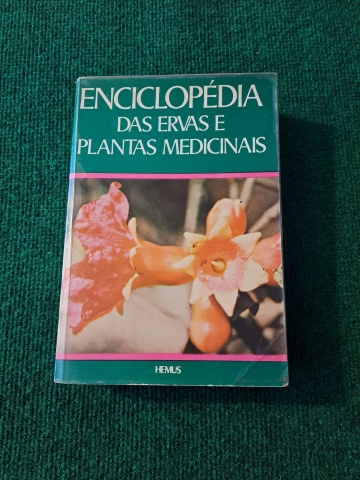 ENCICLOPÉDIA
DAS ERVAS E
PLANTAS MEDICINAIS
HEMUS